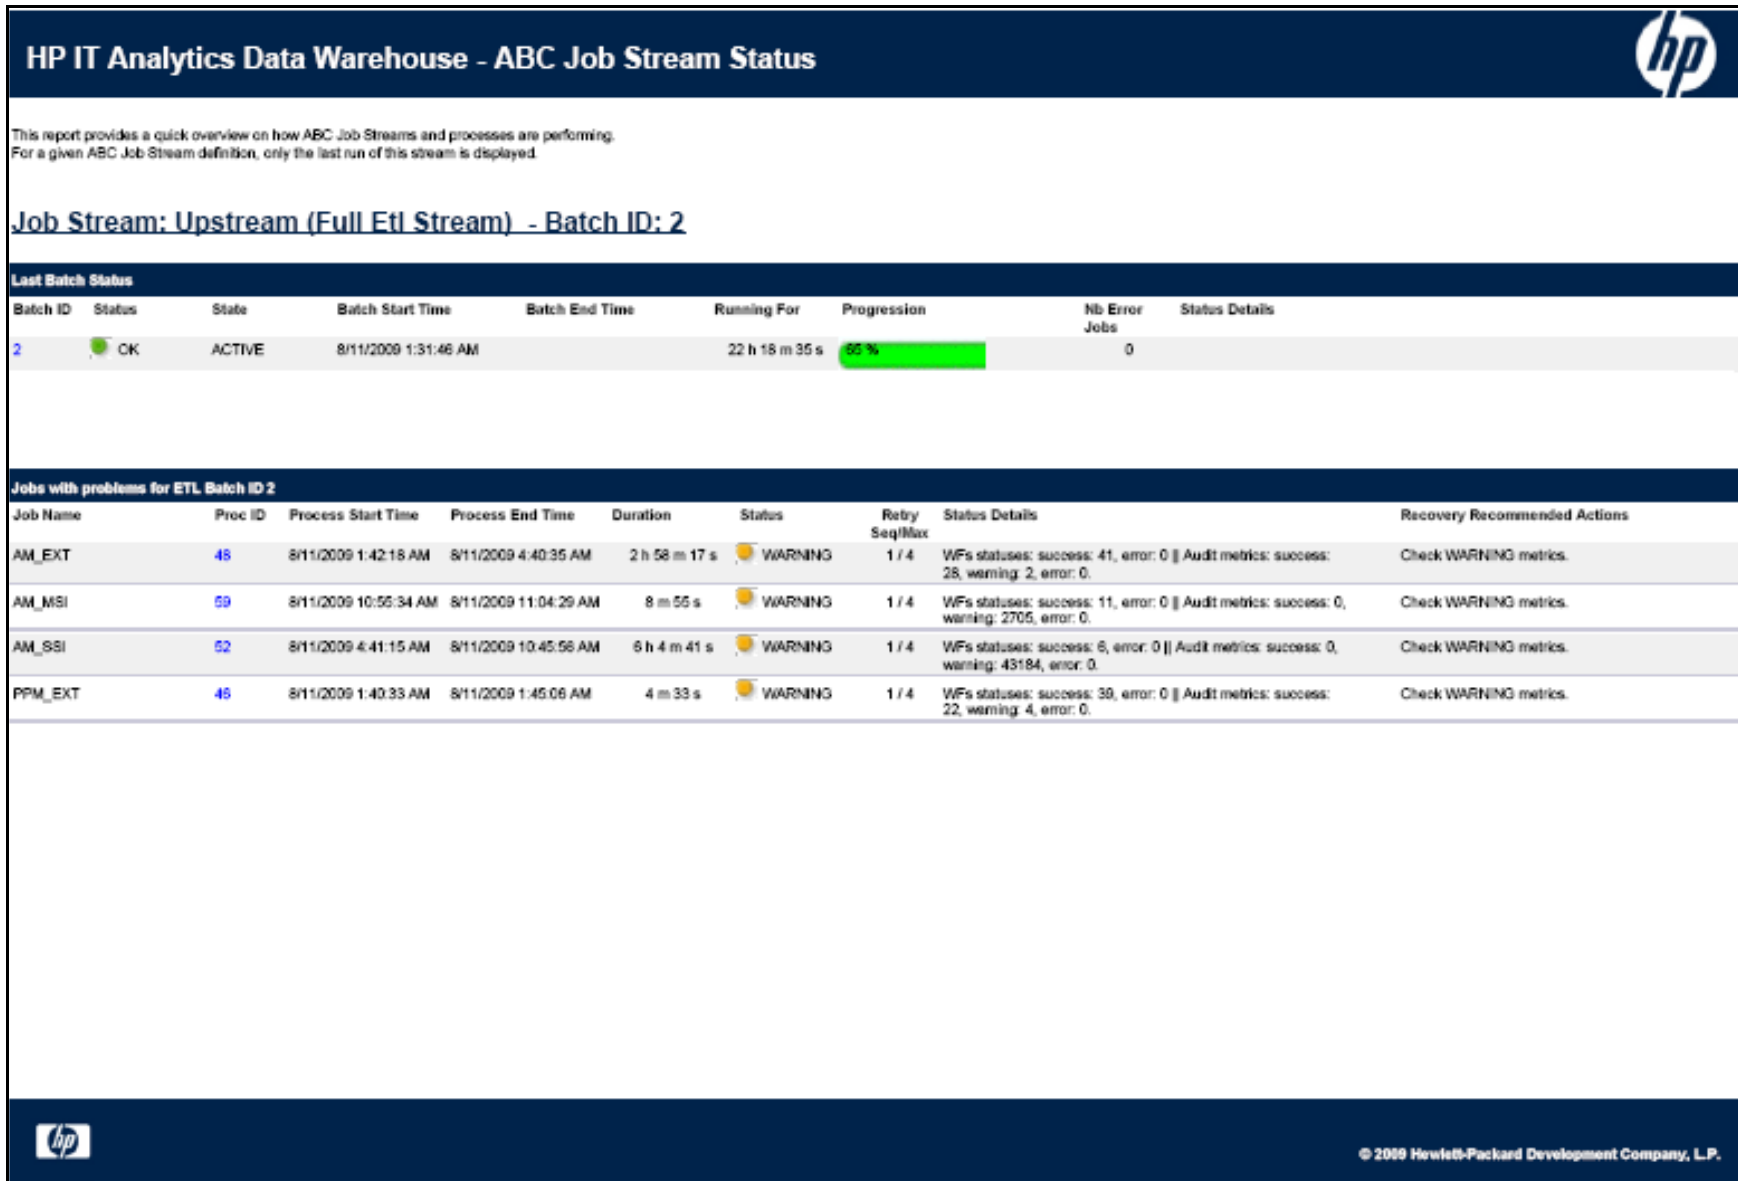 HP IT Analytics Data Warehouse - ABC Job Stream Status
hp
This report provides a quick overview on how ABC Job Streams and processes are performing.
For a given ABC Job Stream definition, only the last run of this stream is displayed.
Job Stream: Upstream (Full Etl Stream) - Batch ID: 2
Last Batch Status
Batch ID Status State Batch Start Time Batch End Time Running For Progression Nb Error Jobs Status Details
2 OK ACTIVE 8/11/2009 1:31:46 AM 22 h 18 m 35 s 65 % 0
Jobs with problems for ETL Batch ID 2
Job Name Proc ID Process Start Time Process End Time Duration Status Retry Seq/Max Status Details Recovery Recommended Actions
AM_EXT 48 8/11/2009 1:42:18 AM 8/11/2009 4:40:35 AM 2 h 58 m 17 s WARNING 1 / 4 WFs statuses: success: 41, error: 0 || Audit metrics: success: Check WARNING metrics.
28, warning: 2, error: 0.
AM_MSI 59 8/11/2009 10:55:34 AM 8/11/2009 11:04:29 AM 8 m 55 s WARNING 1 / 4 WFs statuses: success: 11, error: 0 || Audit metrics: success: 0, Check WARNING metrics.
warning: 2705, error: 0.
AM_SSI 52 8/11/2009 4:41:15 AM 8/11/2009 10:45:56 AM 6 h 4 m 41 s WARNING 1 / 4 WFs statuses: success: 6, error: 0 || Audit metrics: success: 0, Check WARNING metrics.
warning: 43184, error: 0.
PPM_EXT 46 8/11/2009 1:40:33 AM 8/11/2009 1:45:06 AM 4 m 33 s WARNING 1 / 4 WFs statuses: success: 39, error: 0 || Audit metrics: success: Check WARNING metrics.
22, warning: 4, error: 0.
hp
© 2009 Hewlett-Packard Development Company, L.P.